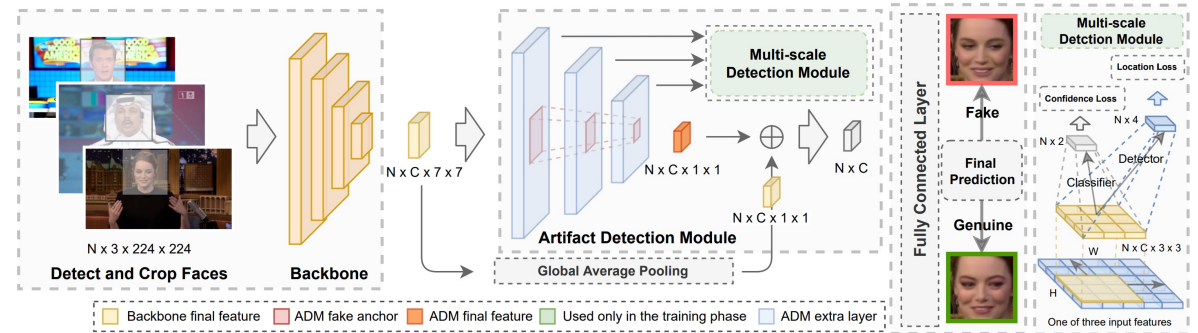 N x 3 x 224 x 224
Detect and Crop Faces
Backbone
N x C x 7 x 7
Multi-scale
Detection Module
N x C x 1 x 1
N x C
N x C x 1 x 1
Artifact Detection Module
Global Average Pooling
Fully Connected Layer
Fake
Final
Prediction
Genuine
Multi-scale
Detction Module
Location Loss
Confidence Loss
N x 4
N x 2
Detector
Classifier
W
N x C x 3 x 3
H
One of three input features
Backbone final feature
ADM fake anchor
ADM final feature
Used only in the training phase
ADM extra layer